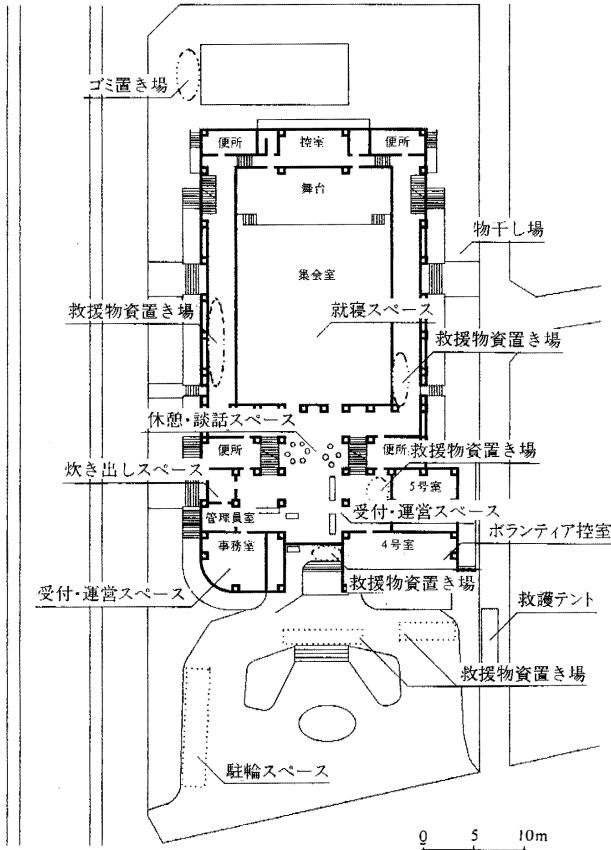 ゴミ置き場
便所
控室
便所
舞台
物干し場
集会室
救援物資置き場
就寝スペース
救援物資置き場
休憩・談話スペース
便所
便所
救援物資置き場
炊き出しスペース
5号室
受付・運営スペース
管理員室
ボランティア控室
事務室
4号室
救援物資置き場
受付・運営スペース
救護テント
救援物資置き場
駐輪スペース
0 5 10m